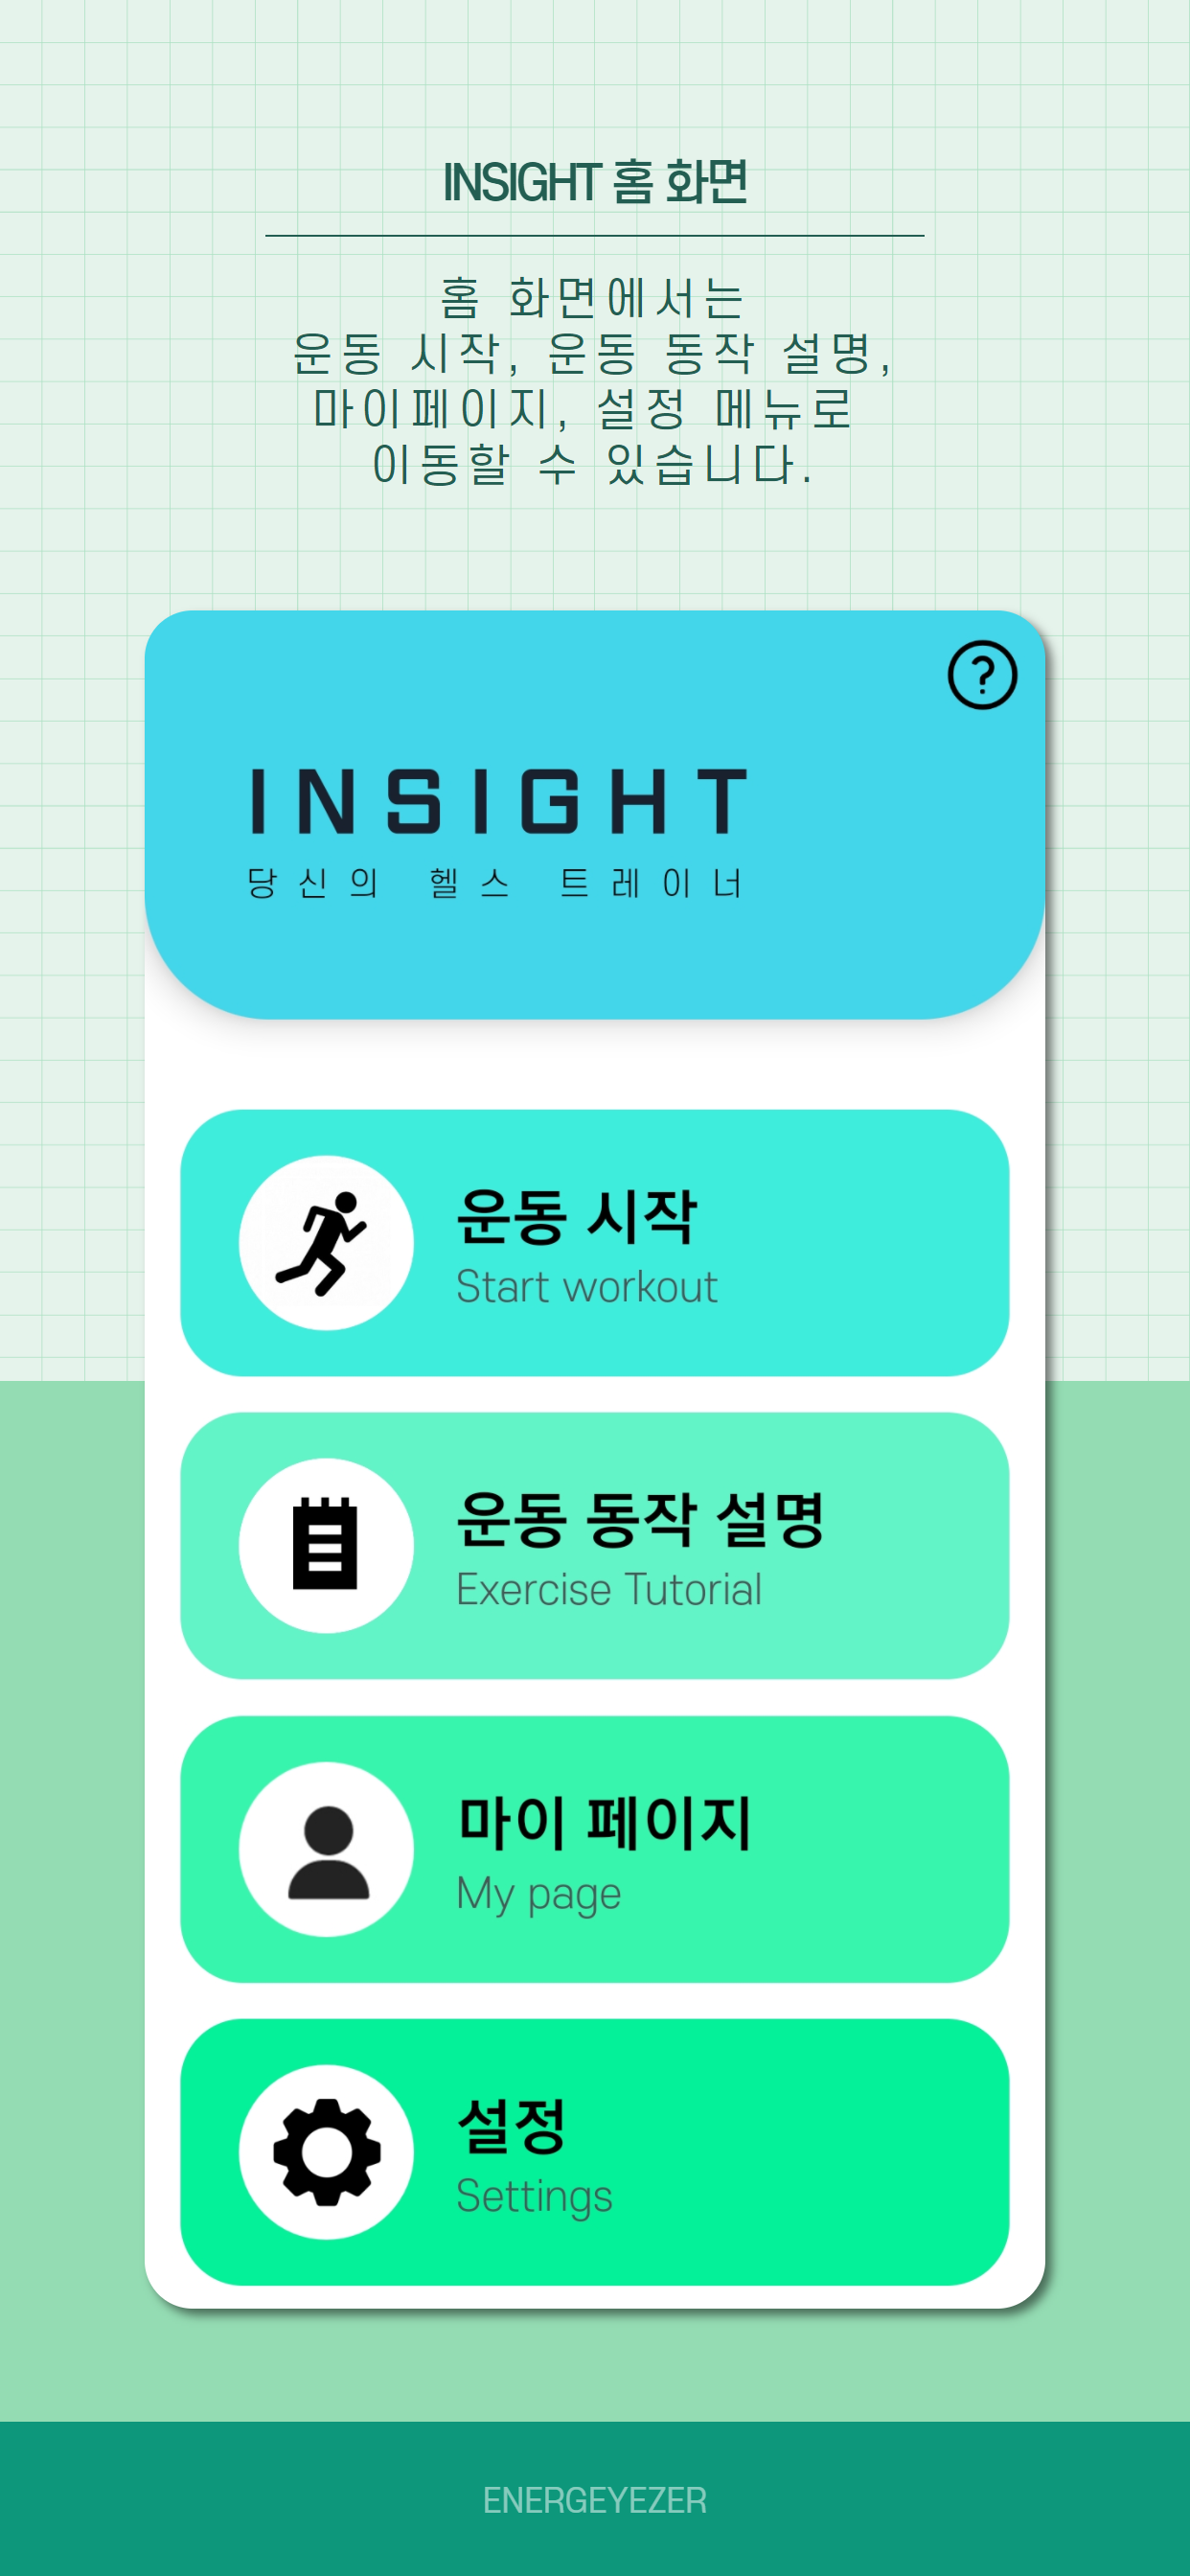 INSIGHT 홈 화면
홈 화면에서는
운동 시작, 운동 동작 설명,
마이페이지, 설정 메뉴로
이동할 수 있습니다.
?
INSIGHT
당신의 헬스 트레이너
운동 시작
Start workout
운동 동작 설명
Exercise Tutorial
마이 페이지
My page
설정
Settings
ENERGEYEZER